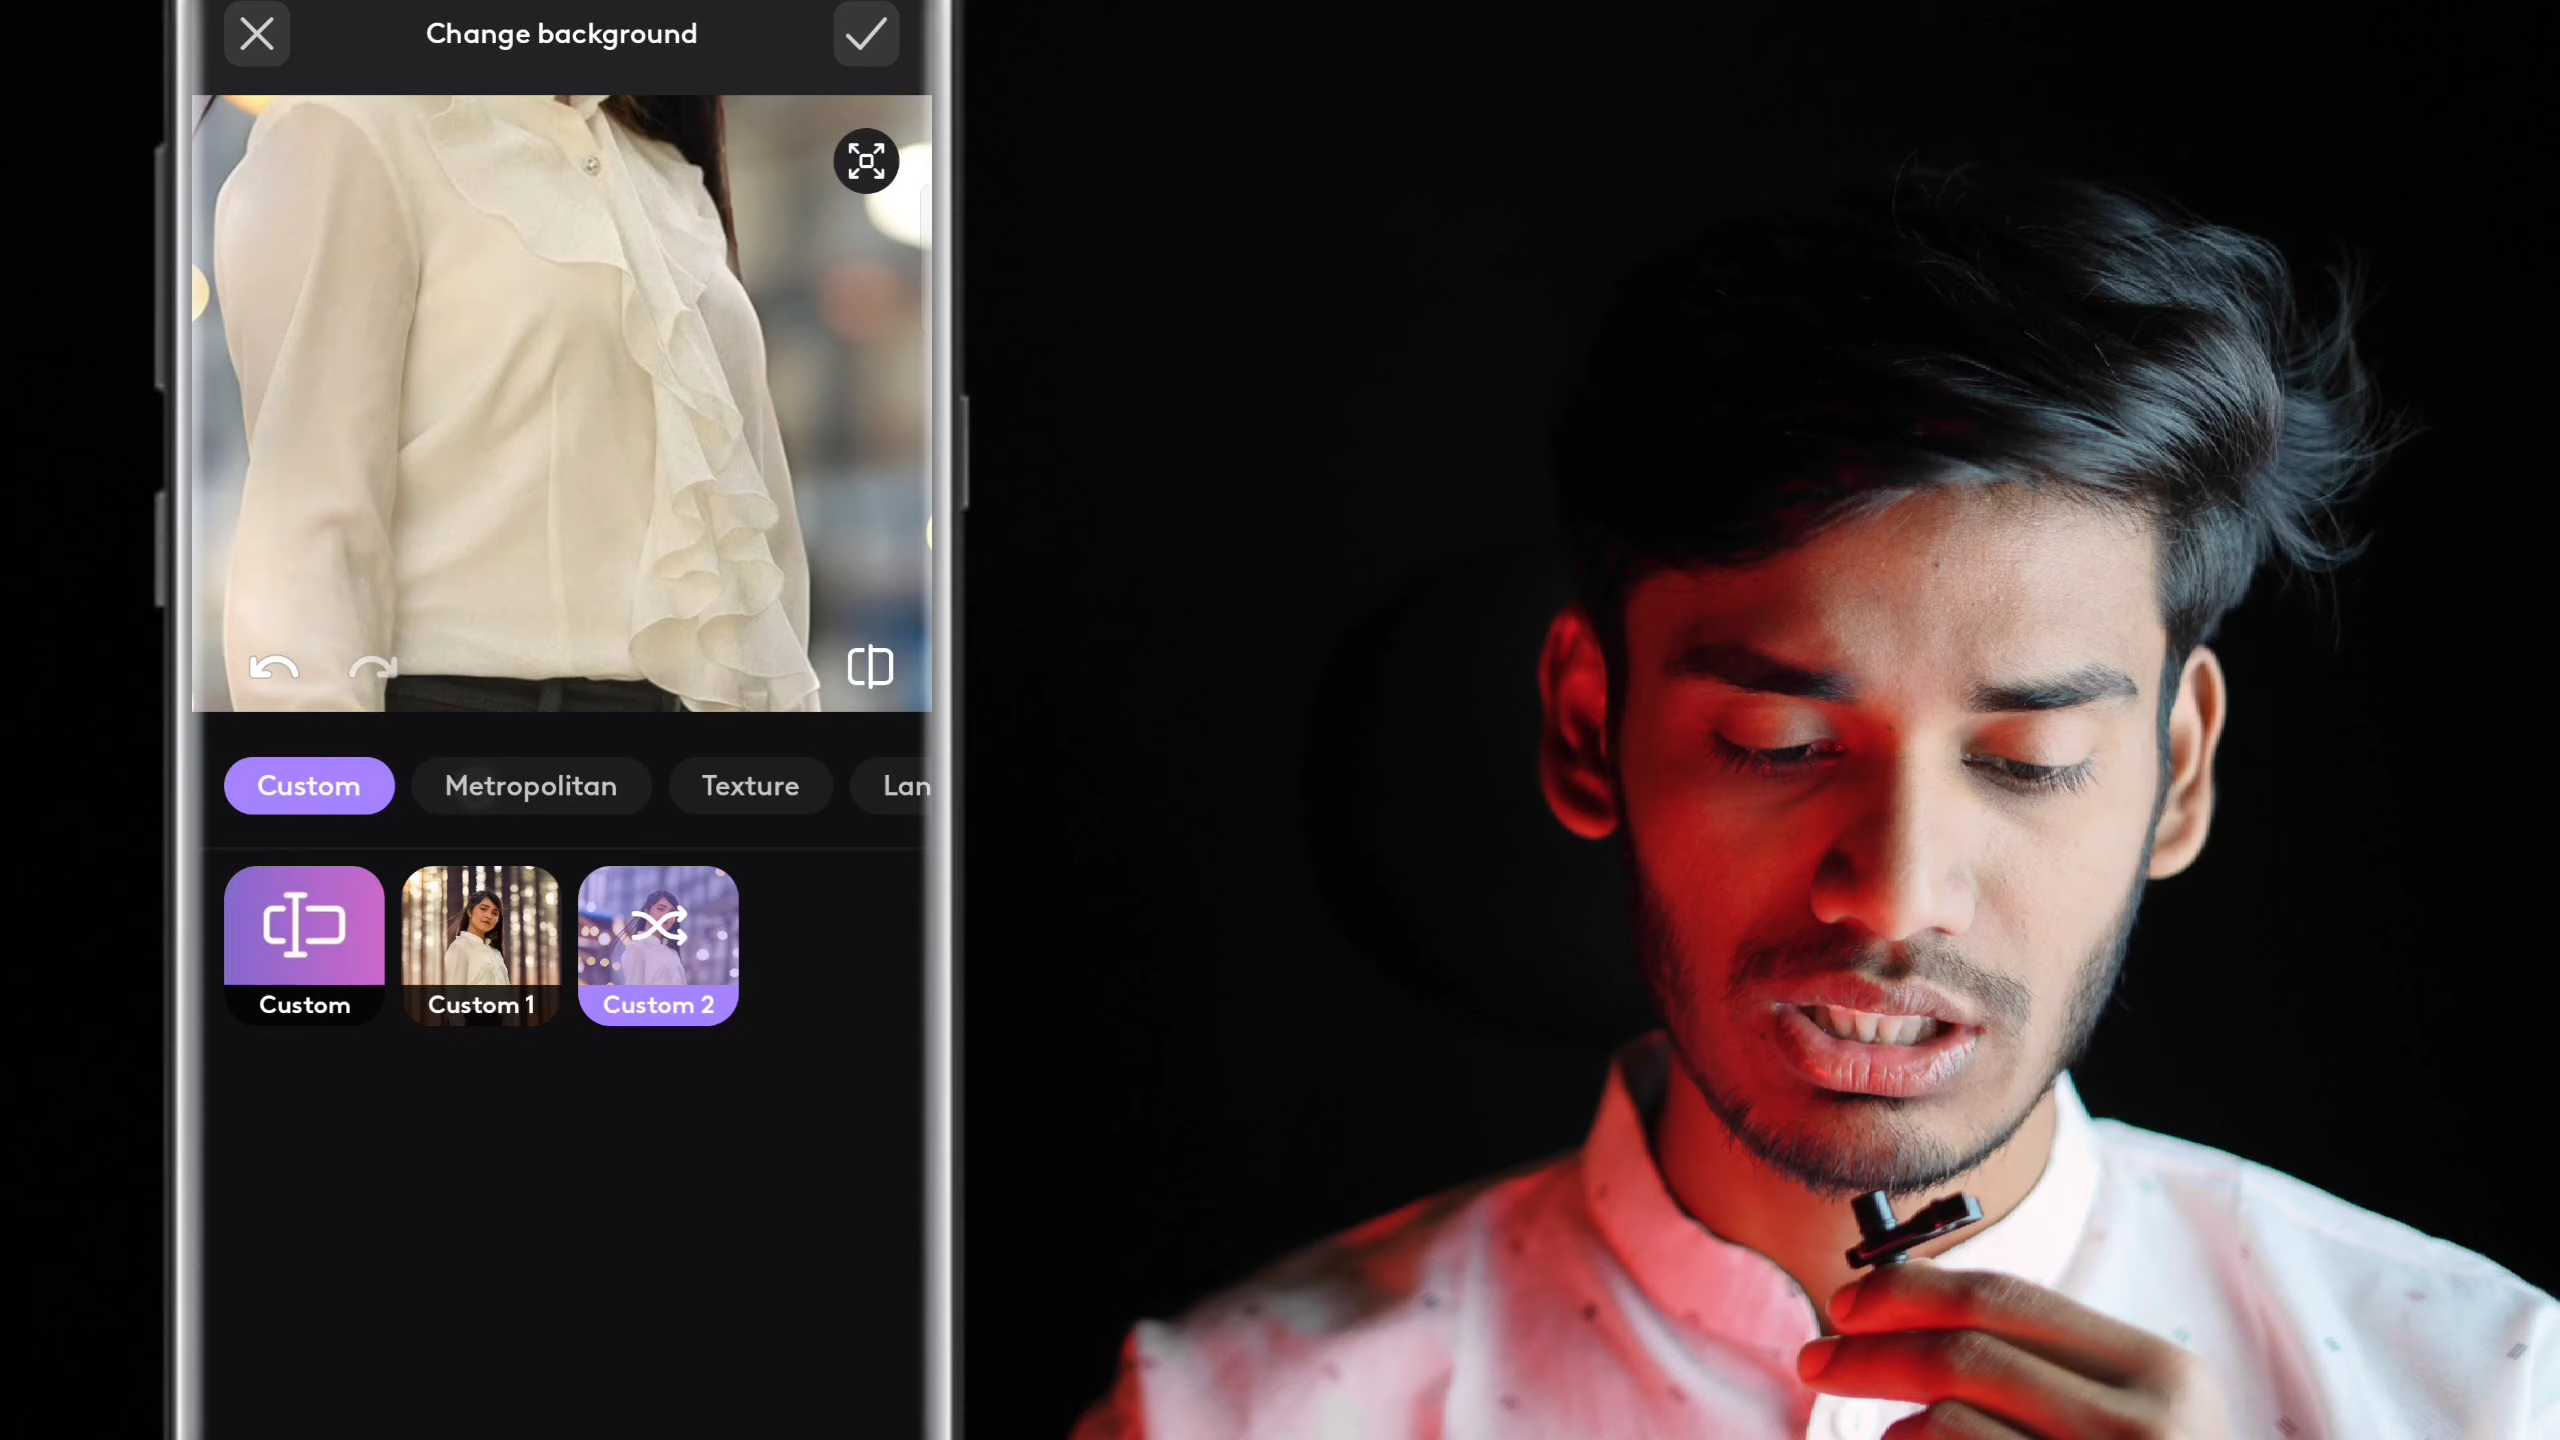 Change background
Custom
Metropolitan
Texture
Lan
Custom
Custom 1
Custom 2